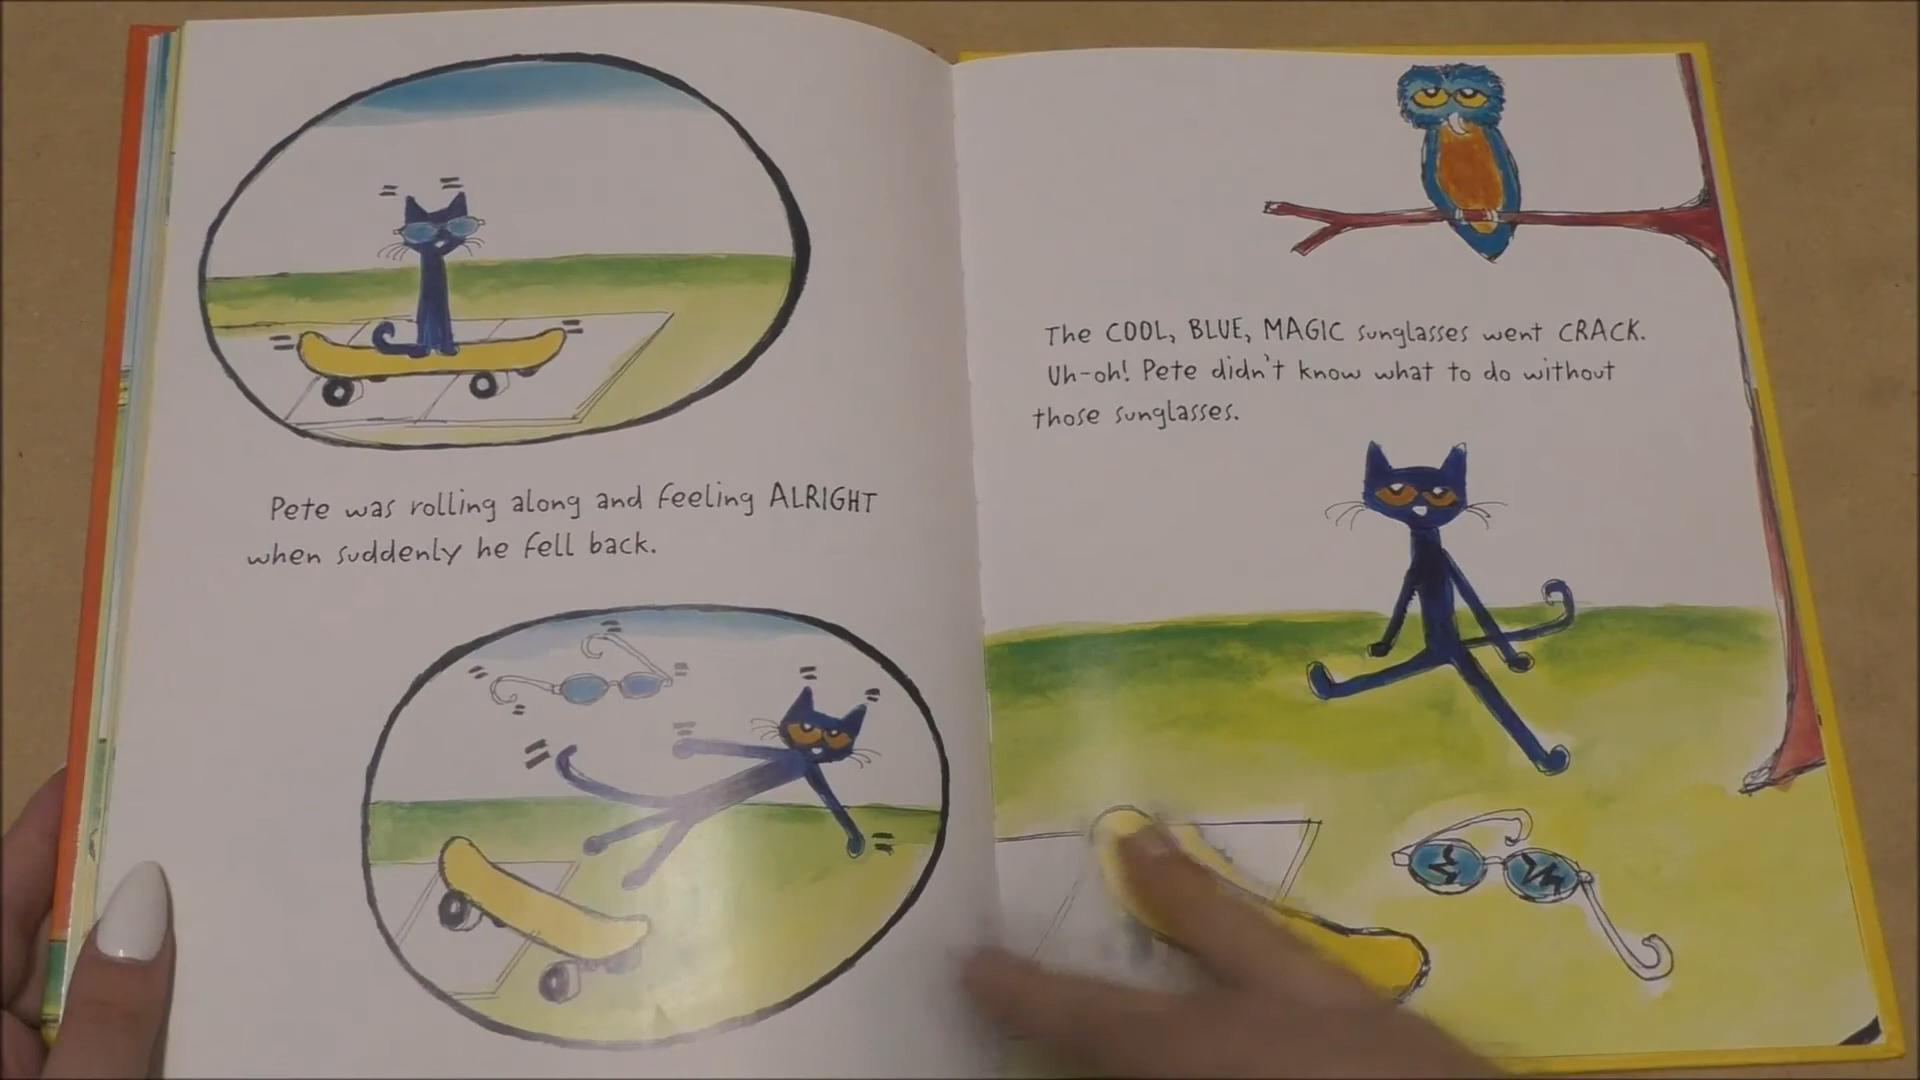 Pete was rolling along and feeling ALRIGHT
when suddenly he fell back.
The COOL, BLUE, MAGIC sunglasses went CRACK.
Uh-oh! Pete didn't know what to do without
those sunglasses.